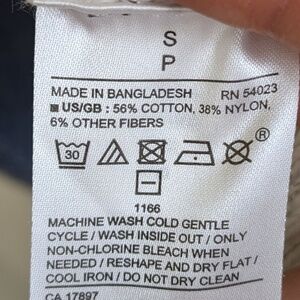 S
P
MADE IN BANGLADESH RN 54023
US/GB : 56% COTTON, 38% NYLON,
6% OTHER FIBERS
30 ®
1166
MACHINE WASH COLD GENTLE
CYCLE / WASH INSIDE OUT / ONLY
NON-CHLORINE BLEACH WHEN
NEEDED / RESHAPE AND DRY FLAT /
COOL IRON / DO NOT DRY CLEAN
CA 17897